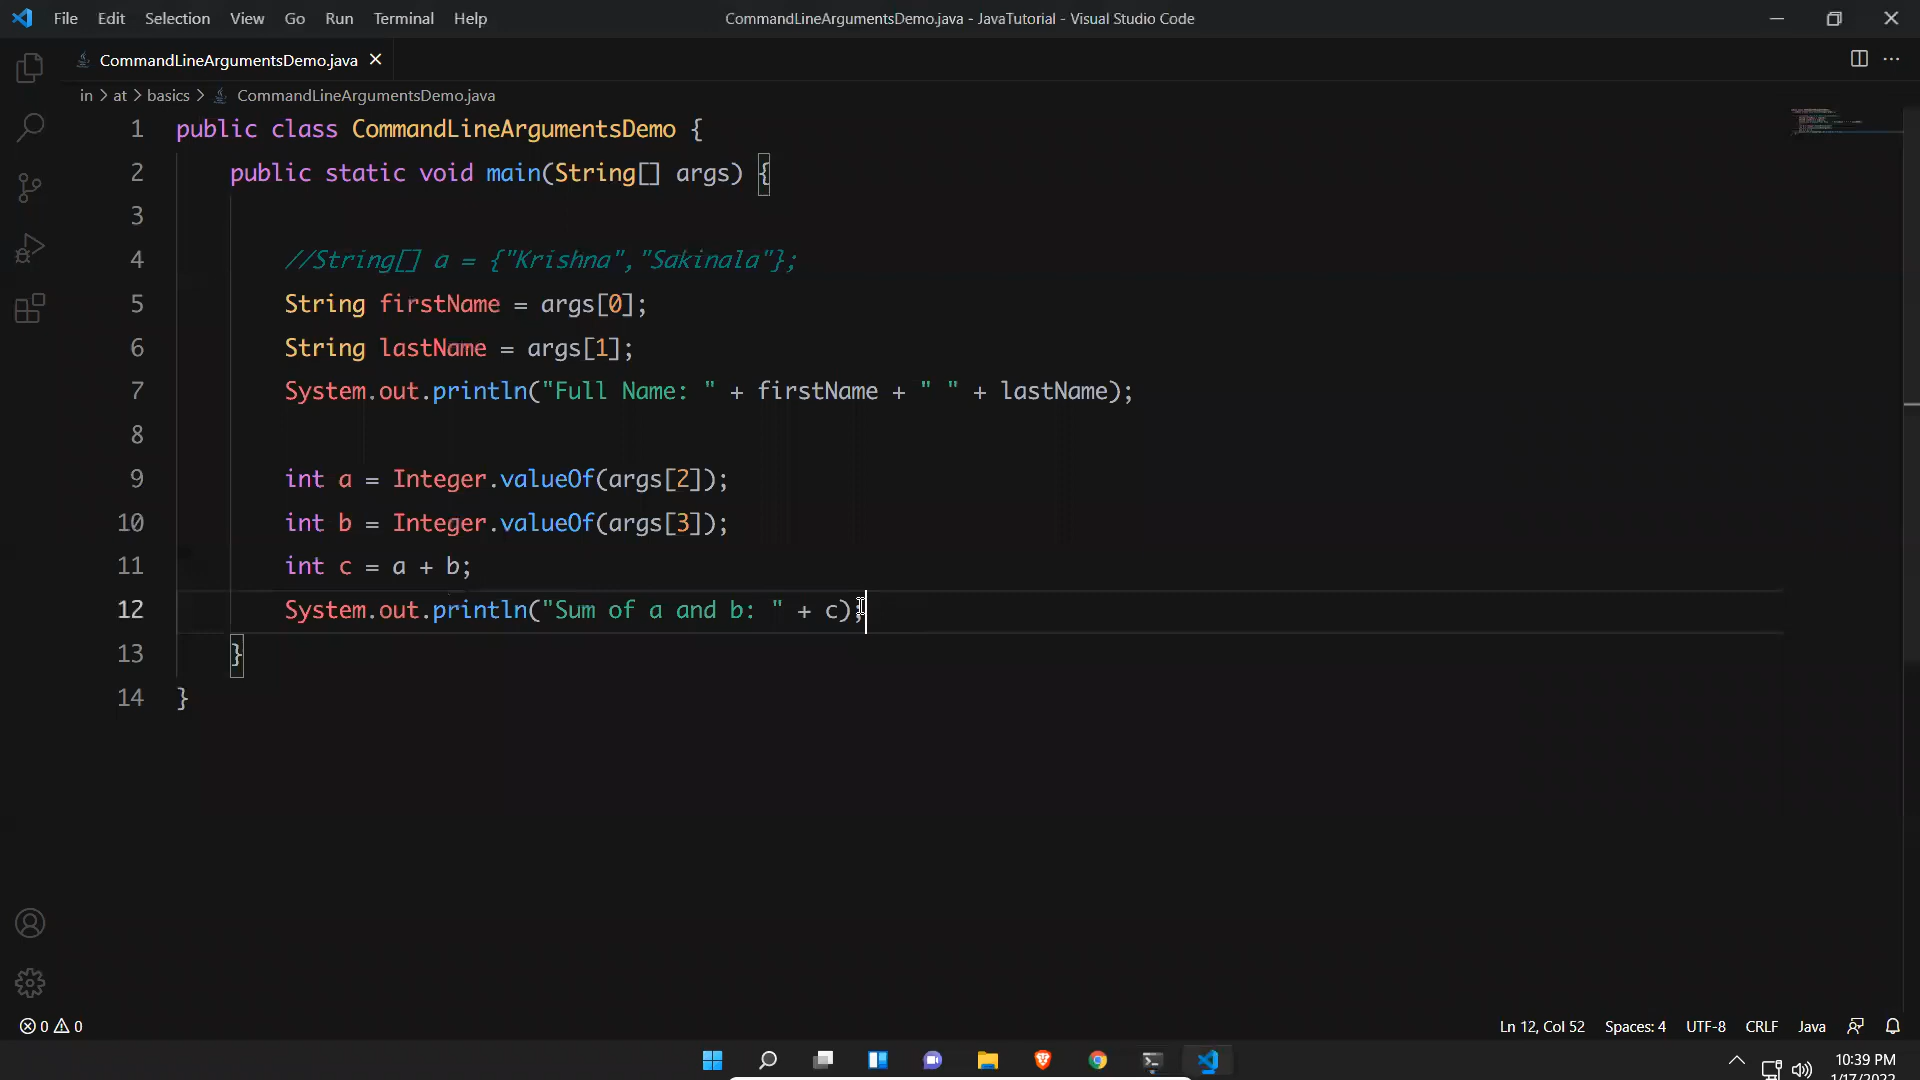 File Edit Selection View Go Run Terminal Help CommandLineArgumentsDemo.java - JavaTutorial - Visual Studio Code
CommandLineArgumentsDemo.java
in > at > basics > CommandLineArgumentsDemo.java
1 public class CommandLineArgumentsDemo {
2 public static void main(String[] args) {
3
4 //String[] a = {"Krishna","Sakinala"};
5 String firstName = args[0];
6 String lastName = args[1];
7 System.out.println("Full Name: " + firstName + " " + lastName);
8
9 int a = Integer.valueOf(args[2]);
10 int b = Integer.valueOf(args[3]);
11 int c = a + b;
12 System.out.println("Sum of a and b: " + c);
13 }
14 }
0 0 Ln 12, Col 52 Spaces: 4 UTF-8 CRLF Java
10:39 PM
1/17/2022